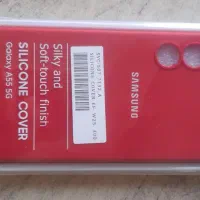 Silky and
Soft-touch finish
SILICONE COVER
Galaxy A55 5G
SAMSUNG